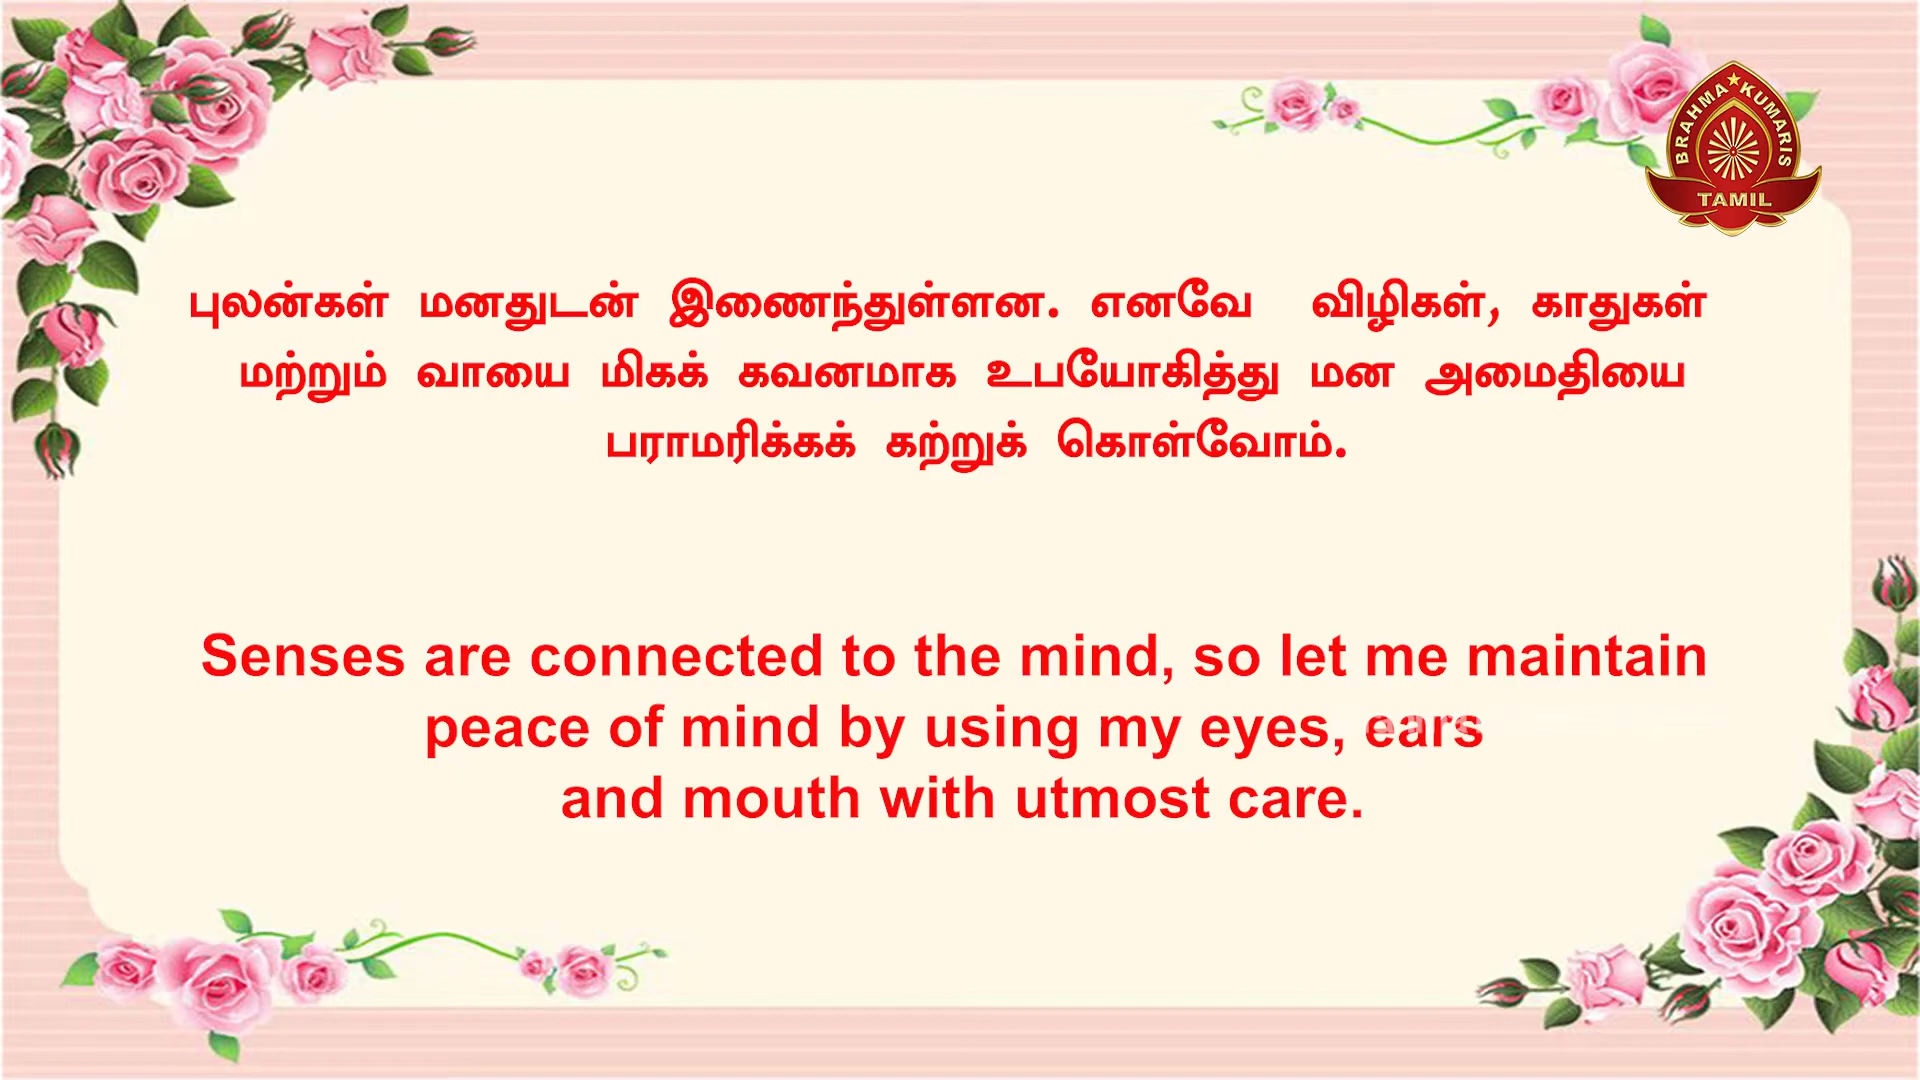 BRAHMA KUMARIS
TAMIL
புலன்கள் மனதுடன் இணைந்துள்ளன. எனவே விழிகள், காதுகள்
மற்றும் வாயை மிகக் கவனமாக உபயோகித்து மன அமைதியை
பராமரிக்கக் கற்றுக் கொள்வோம்.
Senses are connected to the mind, so let me maintain
peace of mind by using my eyes, ears
and mouth with utmost care.